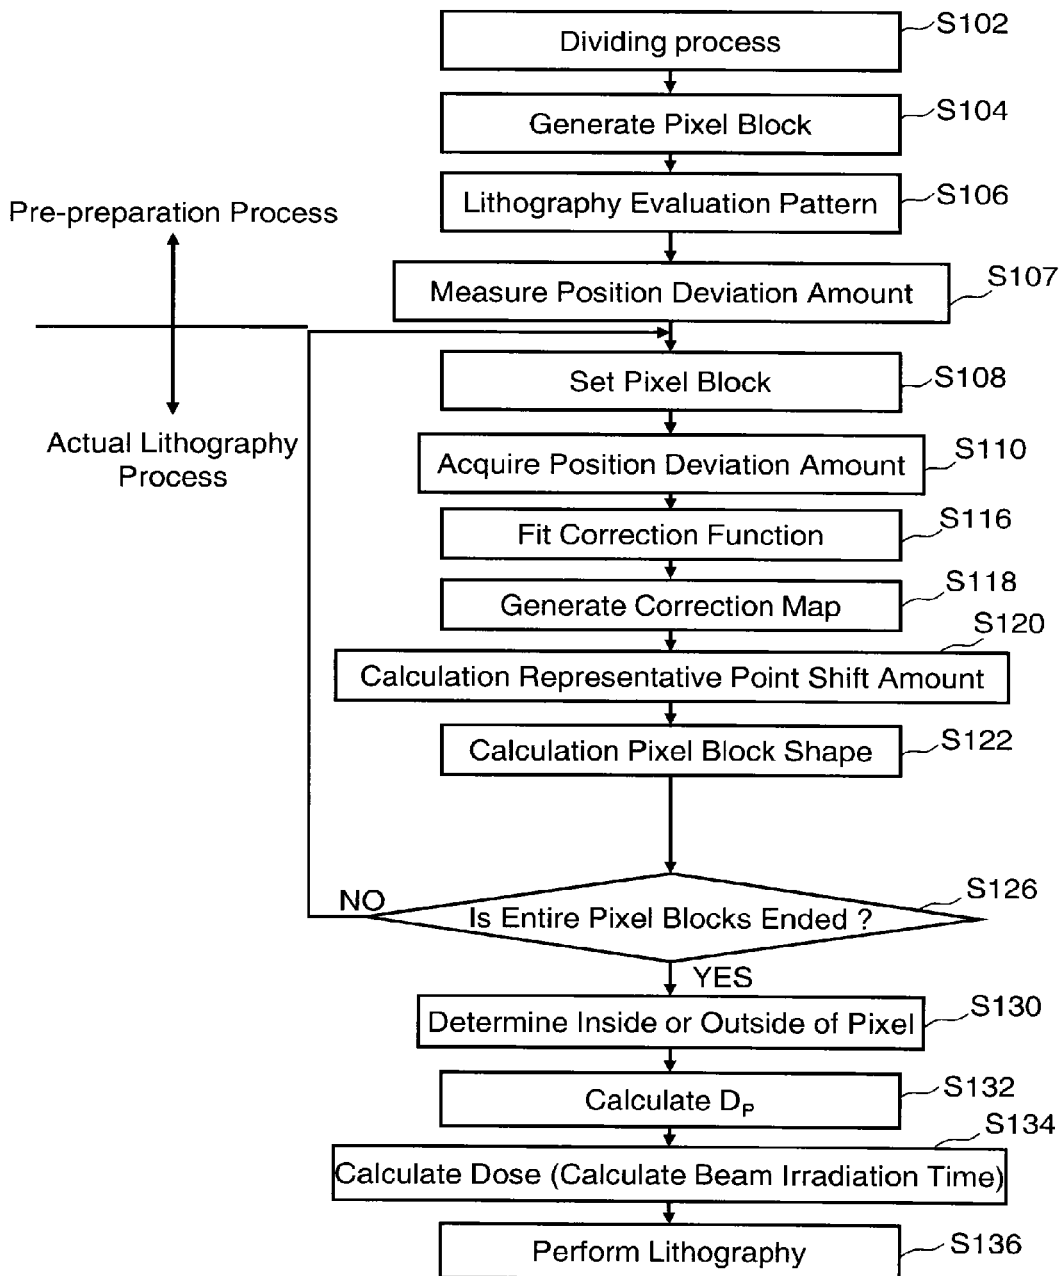 Dividing process
S102
Generate Pixel Block
S104
Lithography Evaluation Pattern
S106
Pre-preparation Process
Measure Position Deviation Amount
S107
Set Pixel Block
S108
Actual Lithography
Process
Acquire Position Deviation Amount
S110
Fit Correction Function
S116
Generate Correction Map
S118
Calculation Representative Point Shift Amount
S120
Calculation Pixel Block Shape
S122
NO
Is Entire Pixel Blocks Ended ?
S126
YES
Determine Inside or Outside of Pixel
S130
Calculate DP
S132
Calculate Dose (Calculate Beam Irradiation Time)
S134
Perform Lithography
S136